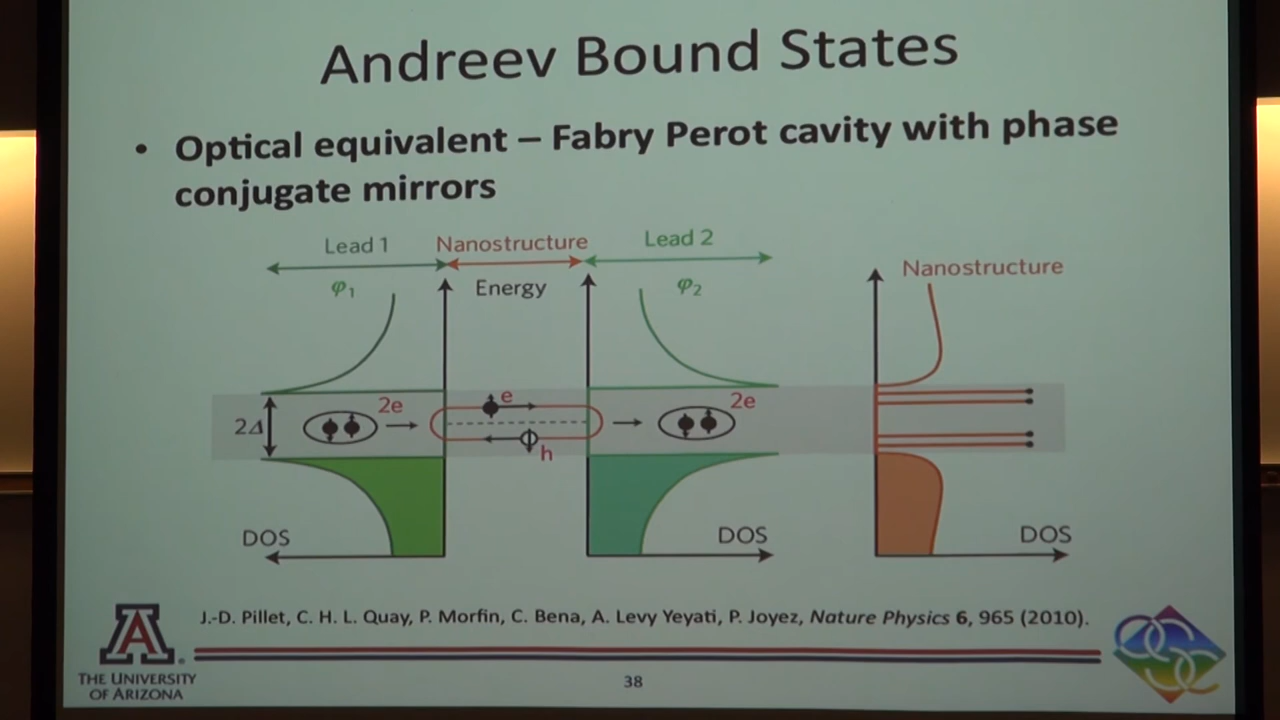 Andreev Bound States
• Optical equivalent – Fabry Perot cavity with phase
conjugate mirrors
Lead 1
Nanostructure
Lead 2
φ1
Energy
φ2
Nanostructure
2Δ
2e
e
h
2e
DOS
DOS
DOS
J.-D. Pillet, C. H. L. Quay, P. Morfin, C. Bena, A. Levy Yeyati, P. Joyez, Nature Physics 6, 965 (2010).
A
THE UNIVERSITY
OF ARIZONA
38